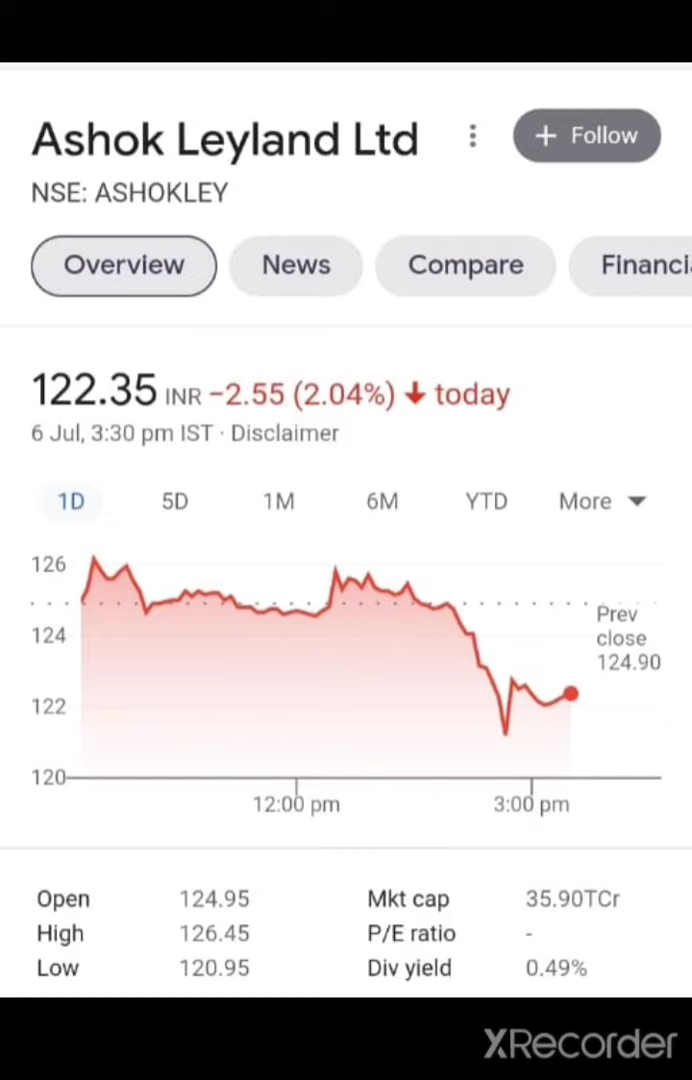 Ashok Leyland Ltd
+ Follow
NSE: ASHOKLEY
Overview
News
Compare
122.35 INR −2.55 (2.04%) ↓ today
6 Jul, 3:30 pm IST · Disclaimer
1D 5D 1M 6M YTD More
126
124
122
120
Prev
close
124.90
12:00 pm 3:00 pm
Open 124.95 Mkt cap 35.90TCr
High 126.45 P/E ratio -
Low 120.95 Div yield 0.49%
XRecorder